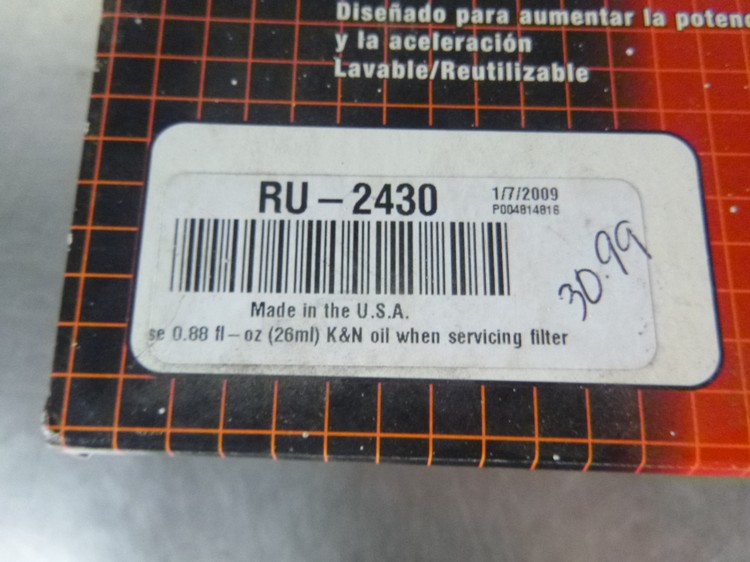 Diseñado para aumentar la potenc
y la aceleración
Lavable/Reutilizable
RU-2430
1/7/2009
P004814816
30.99
Made in the U.S.A.
se 0.88 fl-oz (26ml) K&N oil when servicing filter